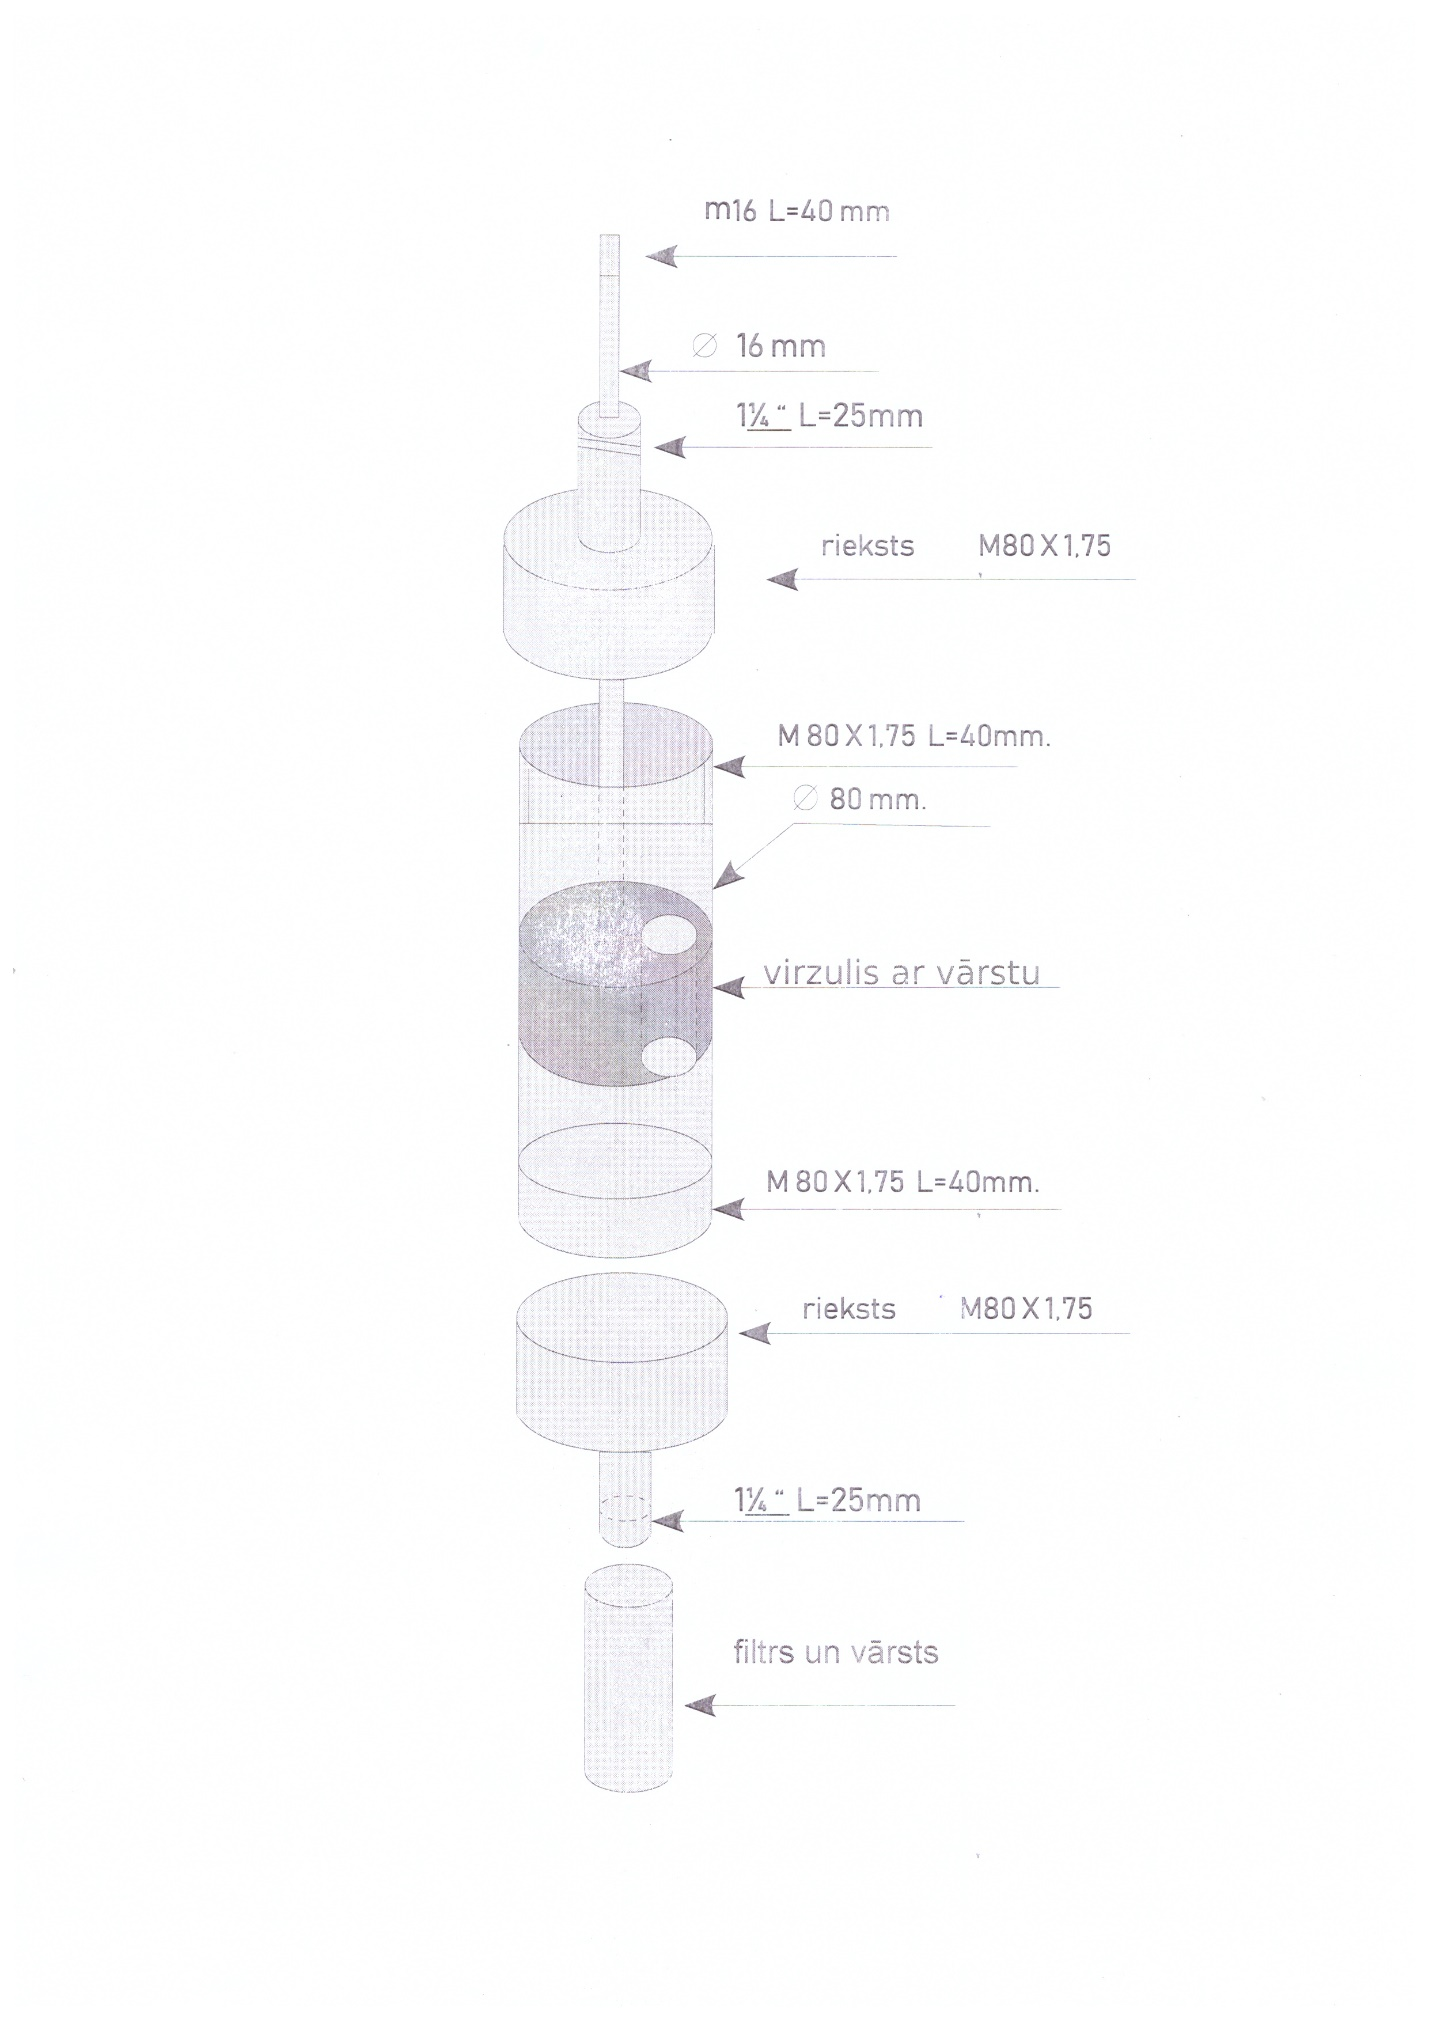 m16 L=40 mm
∅ 16 mm
1¼ “ L=25mm
rieksts M80 X 1,75
M 80 X 1,75 L=40mm.
∅ 80 mm.
virzulis ar vārstu
M 80 X 1,75 L=40mm.
rieksts M80 X 1,75
1¼ “ L=25mm
filtrs un vārsts